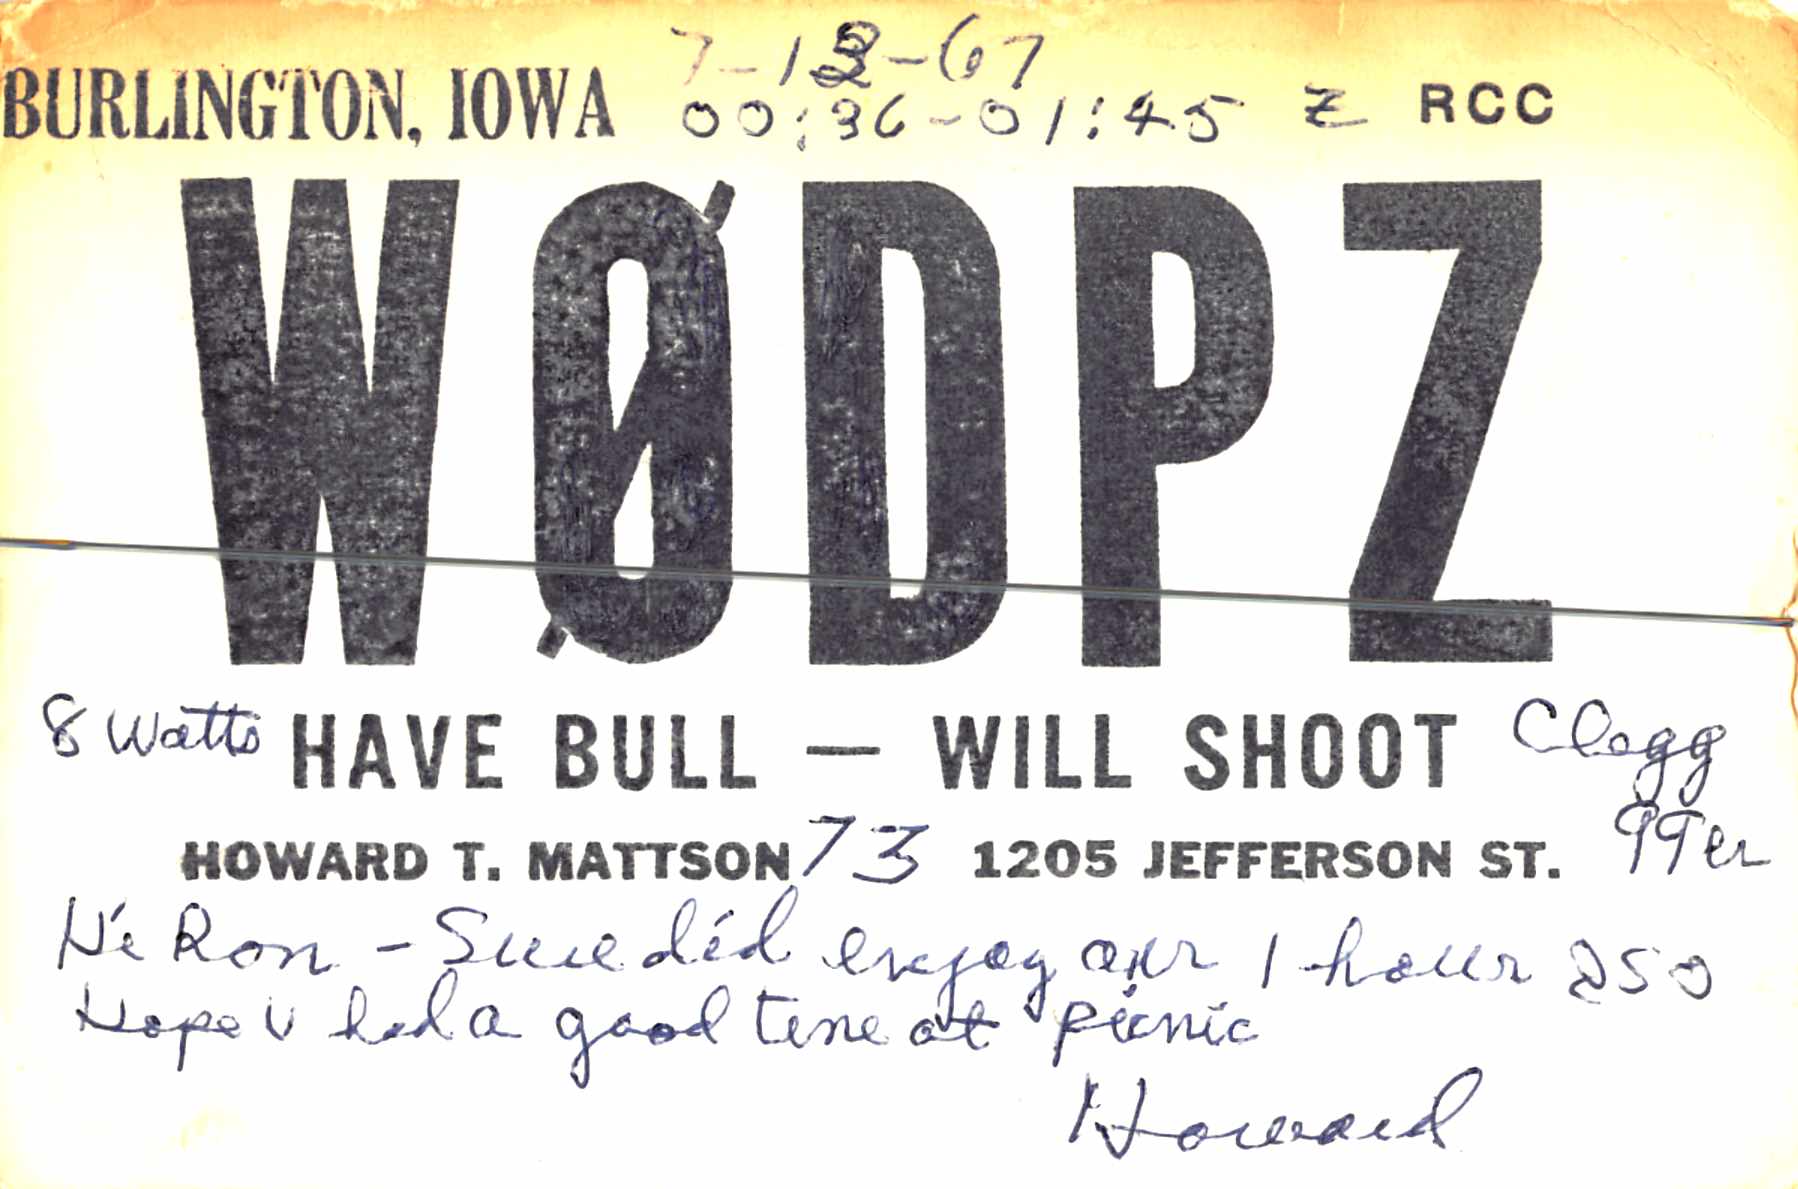 7-12-67
BURLINGTON, IOWA 00:36-01:45 Z RCC
WØDPZ
8 Watts HAVE BULL — WILL SHOOT Clegg
99er
HOWARD T. MATTSON 73 1205 JEFFERSON ST.
Hi Ron - Sure did enjoy our 1 hour QSO
Hope U had a good time at picnic
Howard